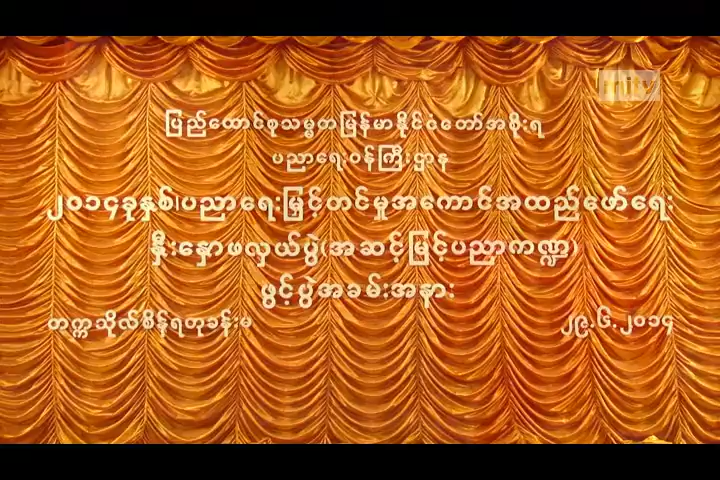 mitv
ပြည်ထောင်စုသမ္မတမြန်မာနိုင်ငံတော်အစိုးရ
ပညာရေးဝန်ကြီးဌာန
၂၀၁၄ခုနှစ်၊ပညာရေးမြှင့်တင်မှုအကောင်အထည်ဖော်ရေး
နှီးနှောဖလှယ်ပွဲ(အဆင့်မြင့်ပညာကဏ္ဍ)
ဖွင့်ပွဲအခမ်းအနား
တက္ကသိုလ်စိန်ရတုခန်းမ ၂၉.၆.၂၀၁၄